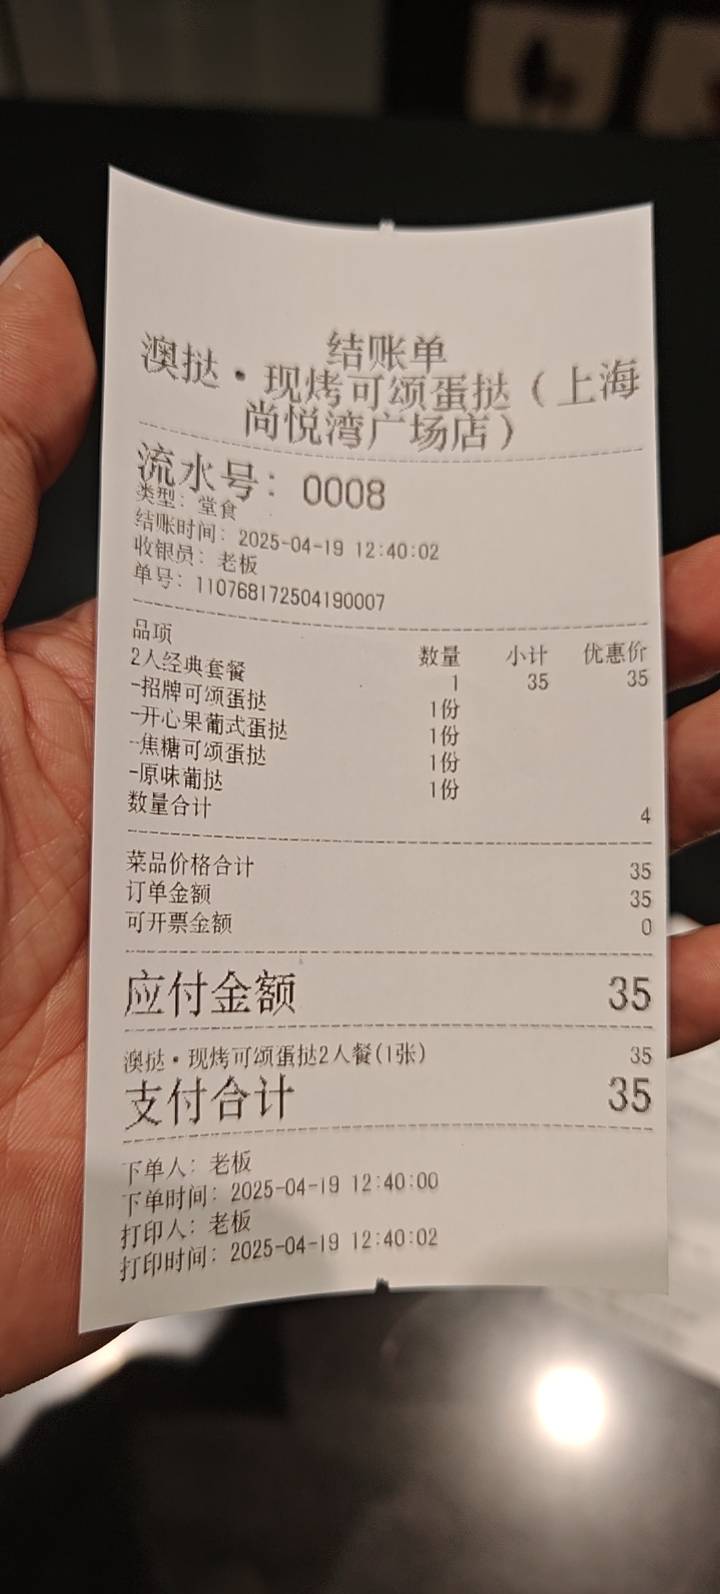 结账单
澳挞·现烤可颂蛋挞（上海
尚悦湾广场店）
流水号：0008
类型：堂食
结账时间：2025-04-19 12:40:02
收银员：老板
单号：110768172504190007
品项 数量 小计 优惠价
2人经典套餐 1 35 35
-招牌可颂蛋挞 1份
-开心果葡式蛋挞 1份
-焦糖可颂蛋挞 1份
-原味葡挞 1份
数量合计 4
菜品价格合计 35
订单金额 35
可开票金额 0
应付金额 35
澳挞·现烤可颂蛋挞2人餐(1张) 35
支付合计 35
下单人：老板
下单时间：2025-04-19 12:40:00
打印人：老板
打印时间：2025-04-19 12:40:02